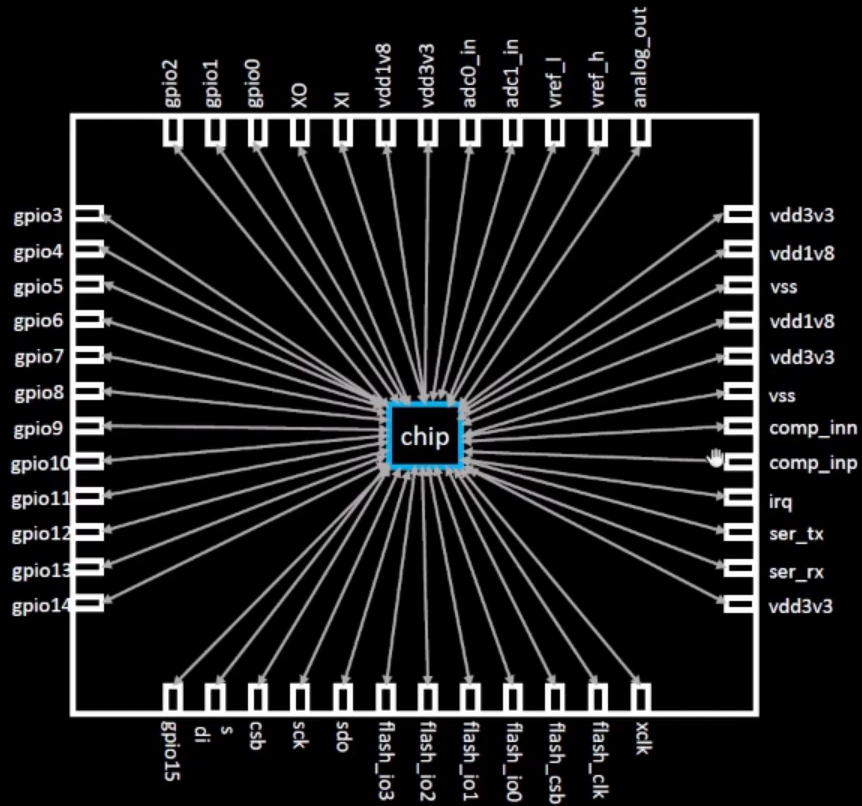 gpio2
gpio1
gpio0
XO
XI
vdd1v8
vdd3v3
adc0_in
adc1_in
vref_l
vref_h
analog_out
gpio3
gpio4
gpio5
gpio6
gpio7
gpio8
gpio9
gpio10
gpio11
gpio12
gpio13
gpio14
chip
vdd3v3
vdd1v8
vss
vdd1v8
vdd3v3
vss
comp_inn
comp_inp
irq
ser_tx
ser_rx
vdd3v3
gpio15
s
di
csb
sck
sdo
flash_io3
flash_io2
flash_io1
flash_io0
flash_csb
flash_clk
xclk